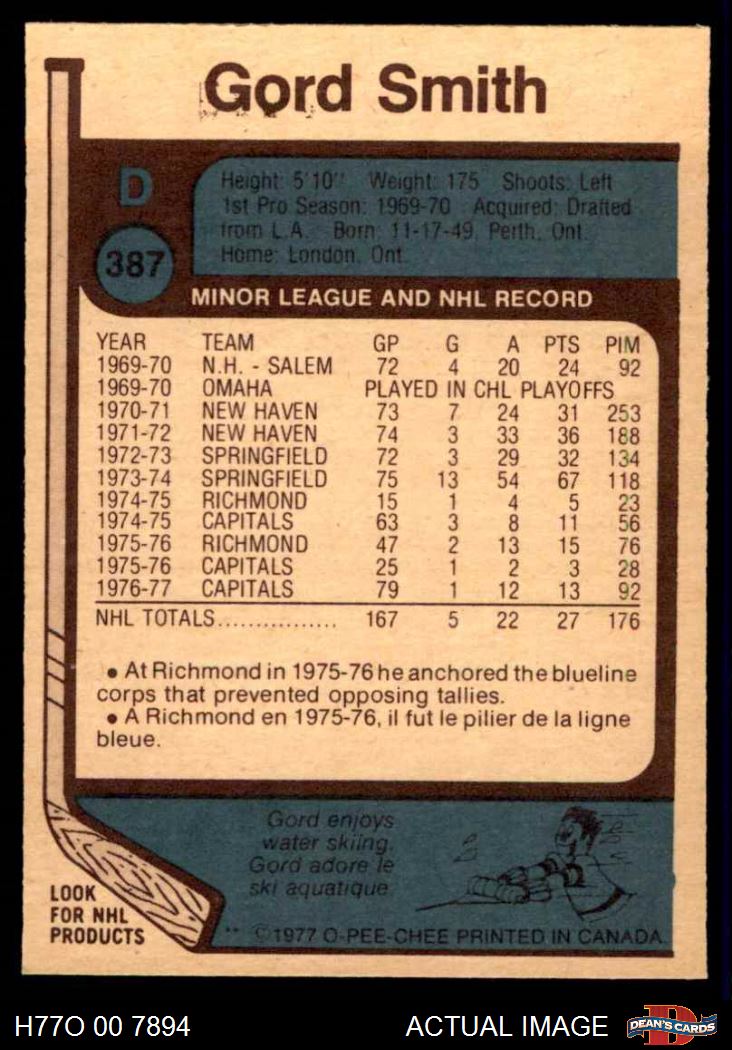 Gord Smith
D
387
Height: 5'10" Weight: 175 Shoots: Left
1st Pro Season: 1969-70 Acquired: Drafted
from L.A. Born: 11-17-49, Perth, Ont.
Home: London, Ont.
MINOR LEAGUE AND NHL RECORD
YEAR TEAM GP G A PTS PIM
1969-70 N.H. - SALEM 72 4 20 24 92
1969-70 OMAHA PLAYED IN CHL PLAYOFFS
1970-71 NEW HAVEN 73 7 24 31 253
1971-72 NEW HAVEN 74 3 33 36 188
1972-73 SPRINGFIELD 72 3 29 32 134
1973-74 SPRINGFIELD 75 13 54 67 118
1974-75 RICHMOND 15 1 4 5 23
1974-75 CAPITALS 63 3 8 11 56
1975-76 RICHMOND 47 2 13 15 76
1975-76 CAPITALS 25 1 2 3 28
1976-77 CAPITALS 79 1 12 13 92
NHL TOTALS................ 167 5 22 27 176
• At Richmond in 1975-76 he anchored the blueline
corps that prevented opposing tallies.
• A Richmond en 1975-76, il fut le pilier de la ligne
bleue.
Gord enjoys
water skiing.
Gord adore le
ski aquatique.
LOOK
FOR NHL
PRODUCTS
** ©1977 O-PEE-CHEE PRINTED IN CANADA
H77O 00 7894
ACTUAL IMAGE
D
DEAN'S CARDS